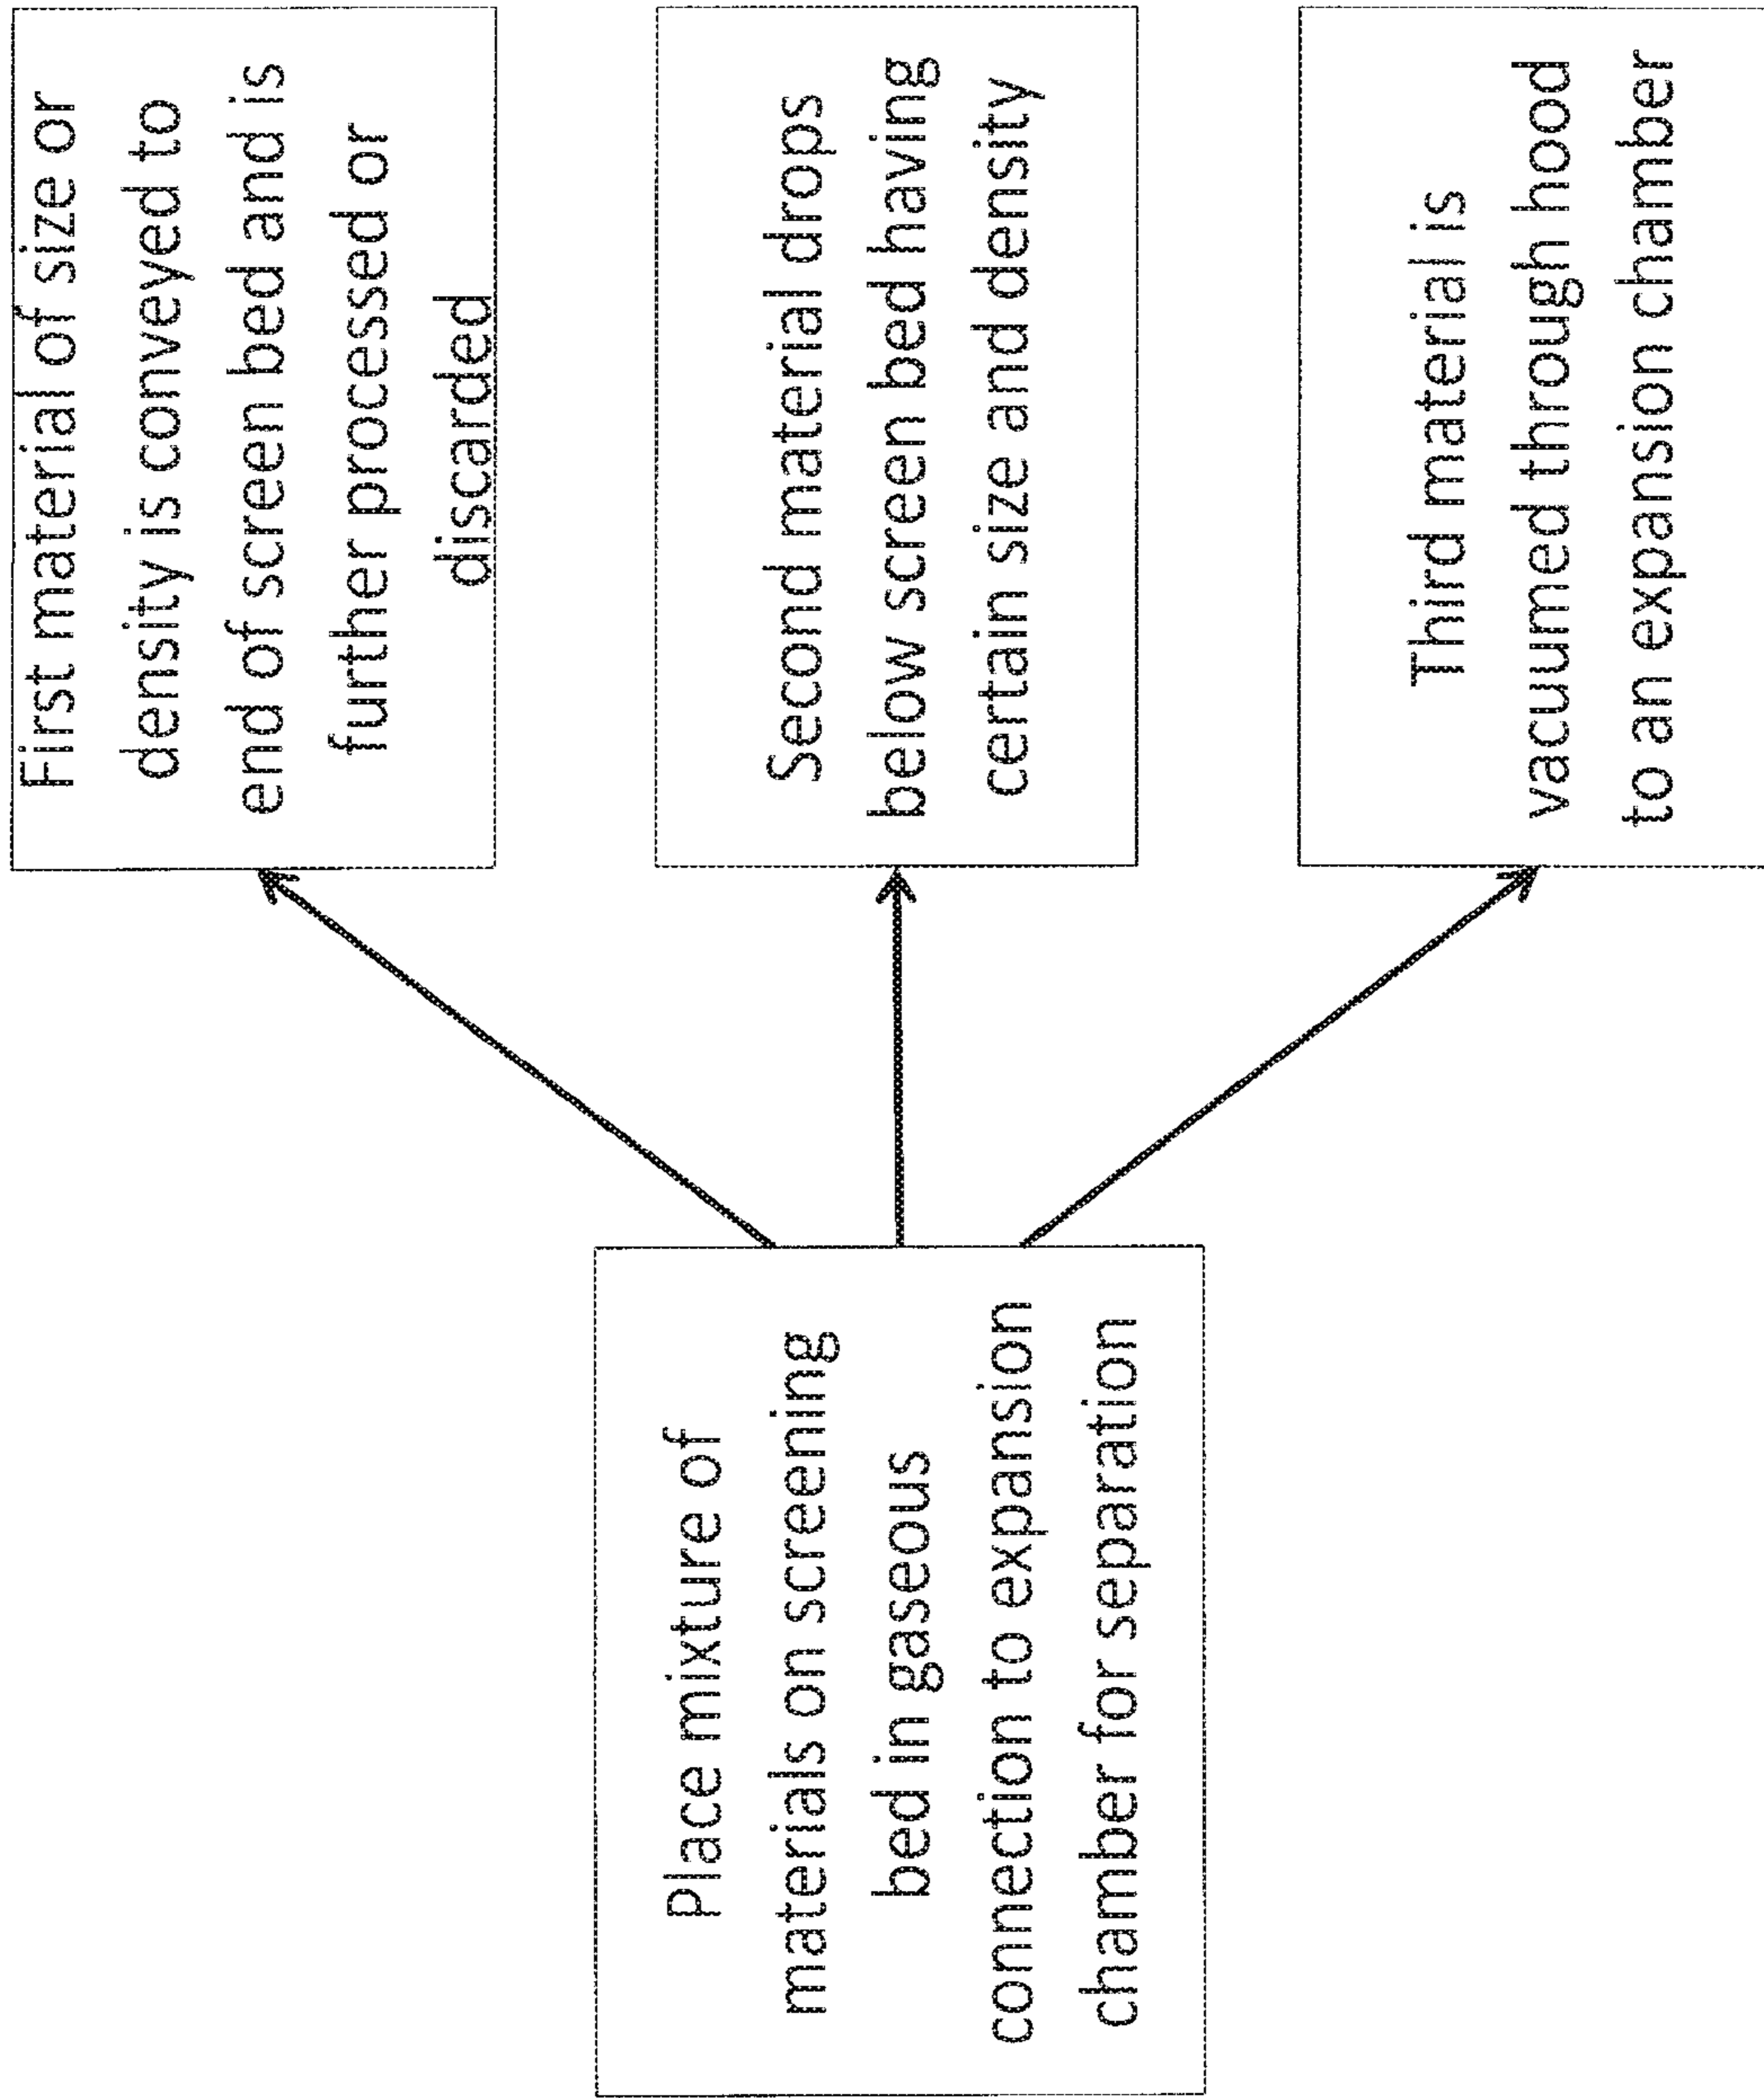 Place mixture of
materials on screening
bed in gaseous
connection to expansion
chamber for separation
First material of size or
density is conveyed to
end of screen bed and is
further processed or
discarded
Second material drops
below screen bed having
certain size and density
Third material is
vacuumed through hood
to an expansion chamber